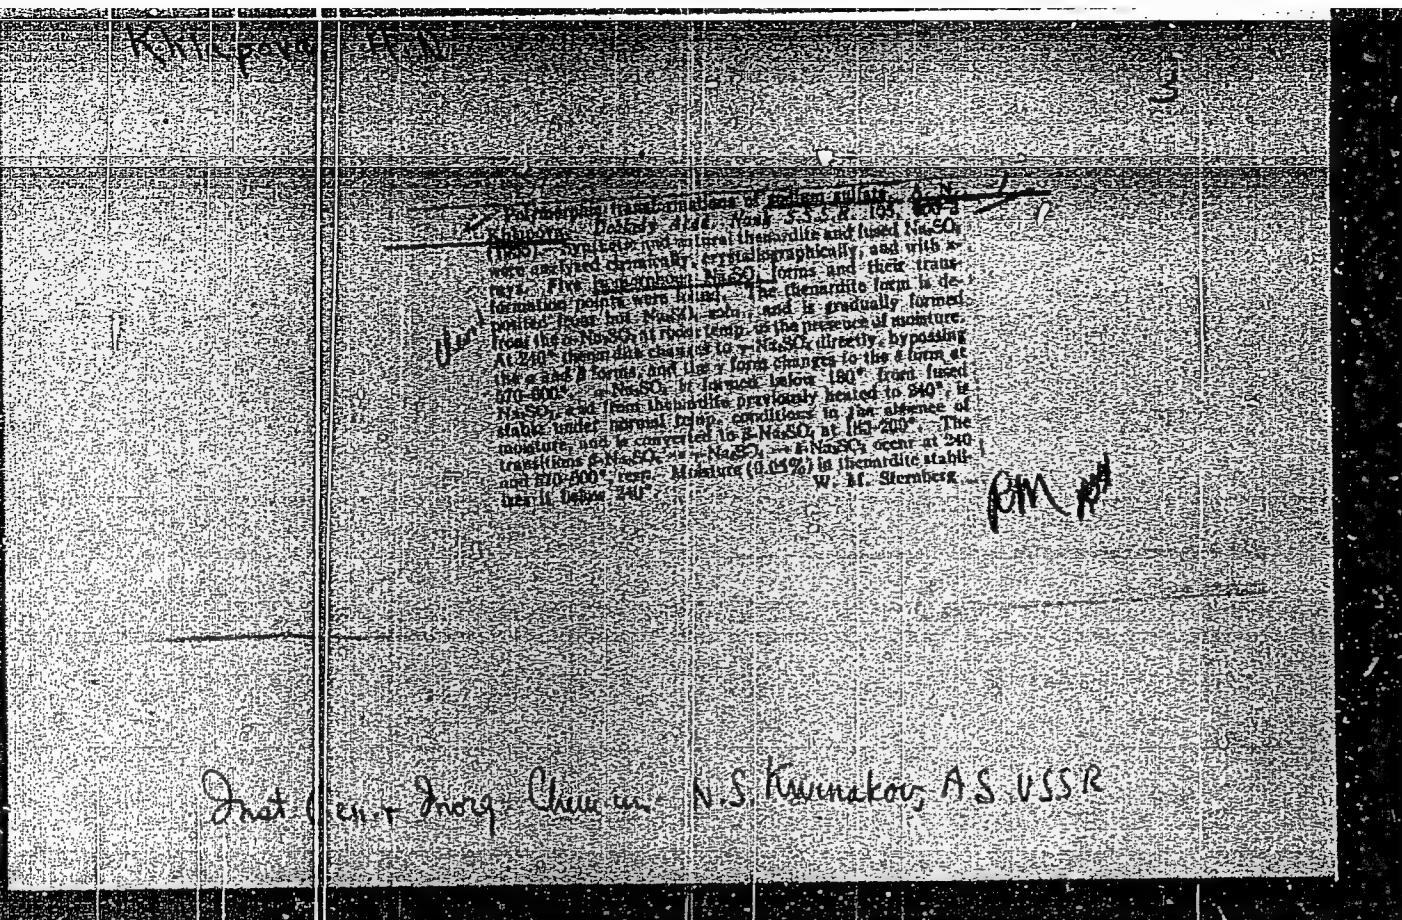 Khlapova, A.N.
Polymorphic transformations of sodium sulfate. A. N.
Khlapova. Doklady Akad. Nauk S.S.S.R. 105,
Synthetic and natural thenardite and fused Na₂SO₄
were analyzed chemically, crystallographically, and with x-
rays. Five Na₂SO₄ forms and their trans-
formation points were found. The thenardite form is de-
posited from hot Na₂SO₄ soln., and is gradually formed
from the α-Na₂SO₄ at room temp. in the presence of moisture.
At 240° thenardite changes to γ-Na₂SO₄ directly, bypassing
the α and β forms, and the γ form changes to the δ form at
570-600°. α-Na₂SO₄ is formed below 180° from fused
Na₂SO₄, and from thenardite previously heated to 240°, is
stable under normal temp. conditions in the absence of
moisture, and is converted to β-Na₂SO₄ at 180-200°. The
transitions β-Na₂SO₄ → γ-Na₂SO₄ → δ-Na₂SO₄ occur at 240
and 570-600°, resp. Moisture (0.05%) in thenardite stabil-
izes it below 240°.
W. M. Sternberg
Chem
Inst. Gen. + Inorg. Chem. im. N.S. Kurnakov, AS USSR